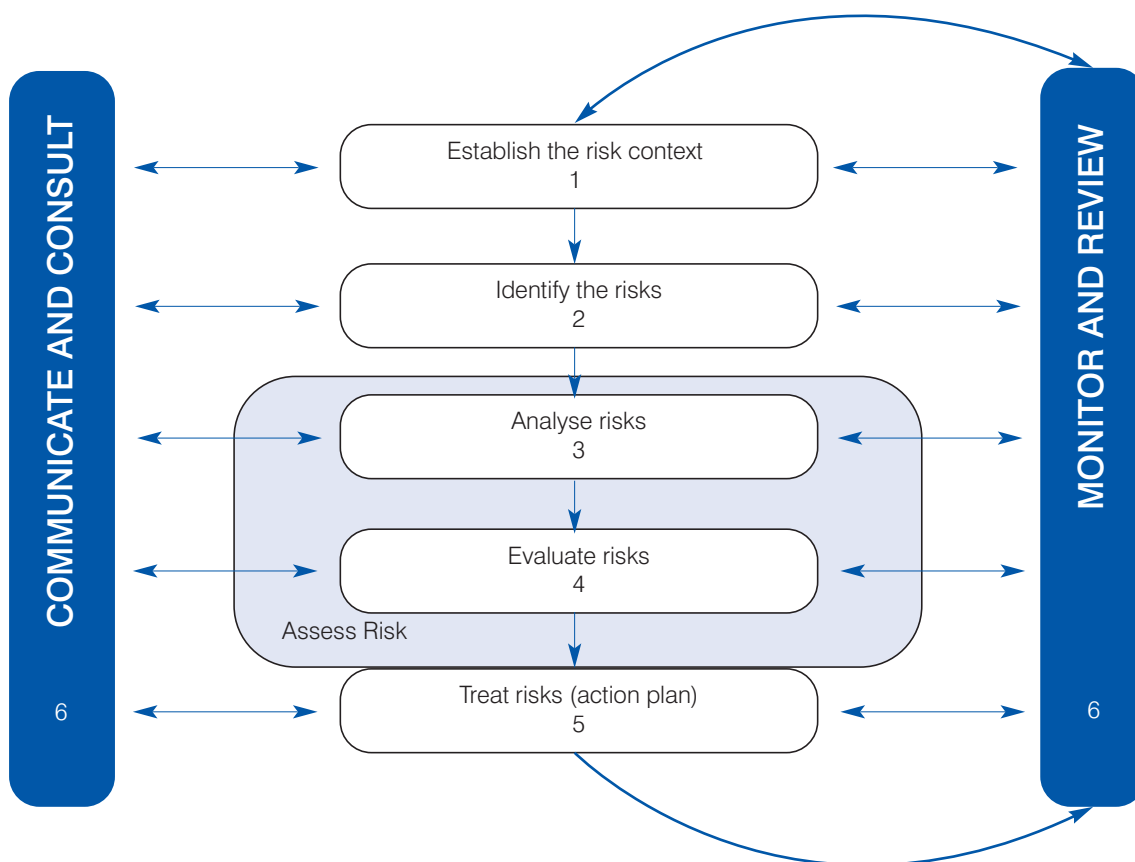 COMMUNICATE AND CONSULT
6
Establish the risk context
1
Identify the risks
2
Analyse risks
3
Evaluate risks
4
Assess Risk
Treat risks (action plan)
5
MONITOR AND REVIEW
6